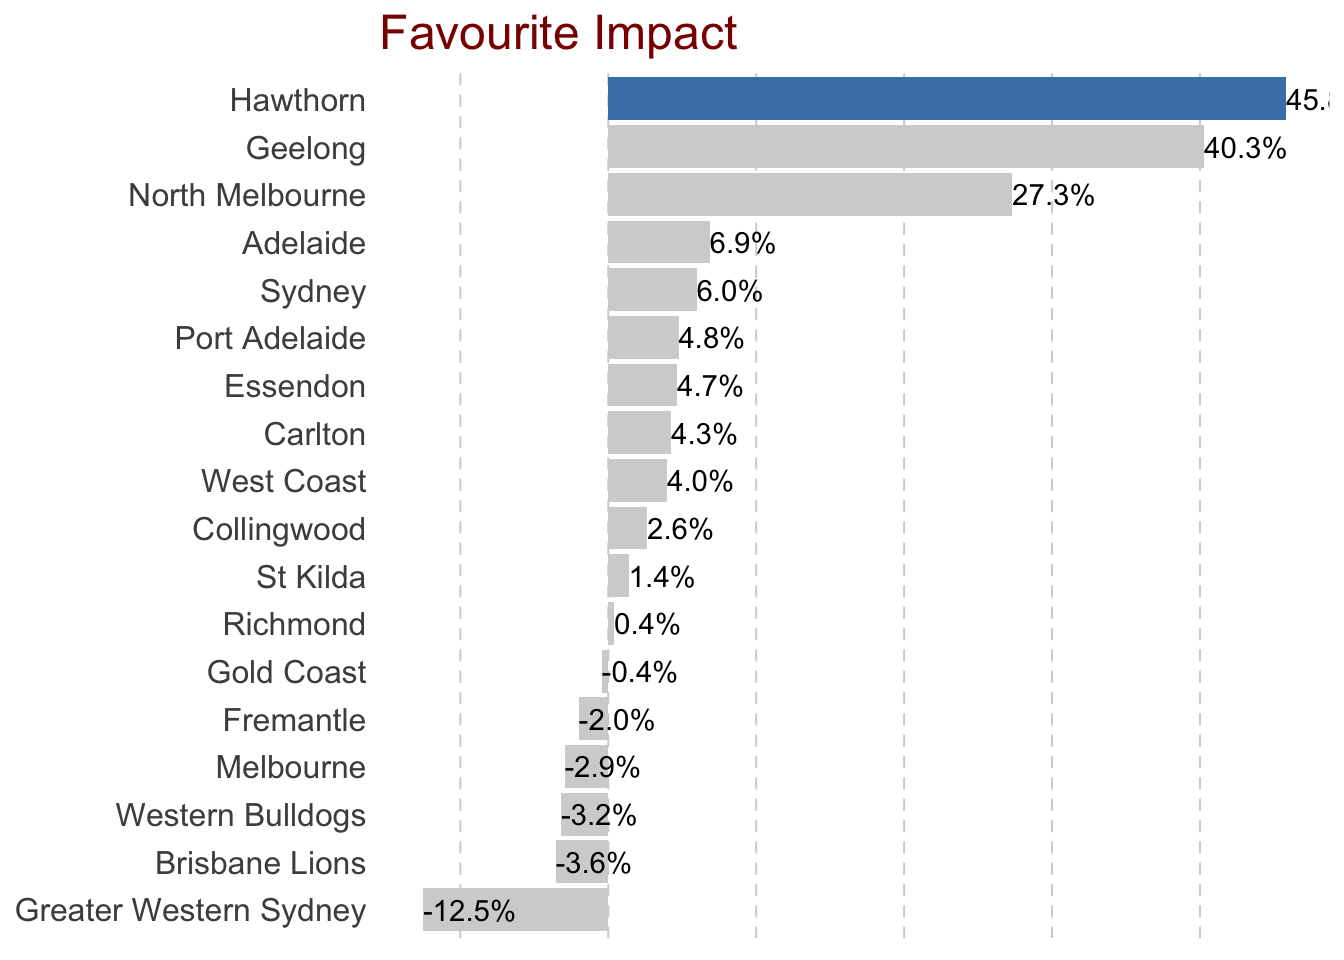 Favourite Impact
Hawthorn 45.
Geelong 40.3%
North Melbourne 27.3%
Adelaide 6.9%
Sydney 6.0%
Port Adelaide 4.8%
Essendon 4.7%
Carlton 4.3%
West Coast 4.0%
Collingwood 2.6%
St Kilda 1.4%
Richmond 0.4%
Gold Coast -0.4%
Fremantle -2.0%
Melbourne -2.9%
Western Bulldogs -3.2%
Brisbane Lions -3.6%
Greater Western Sydney -12.5%